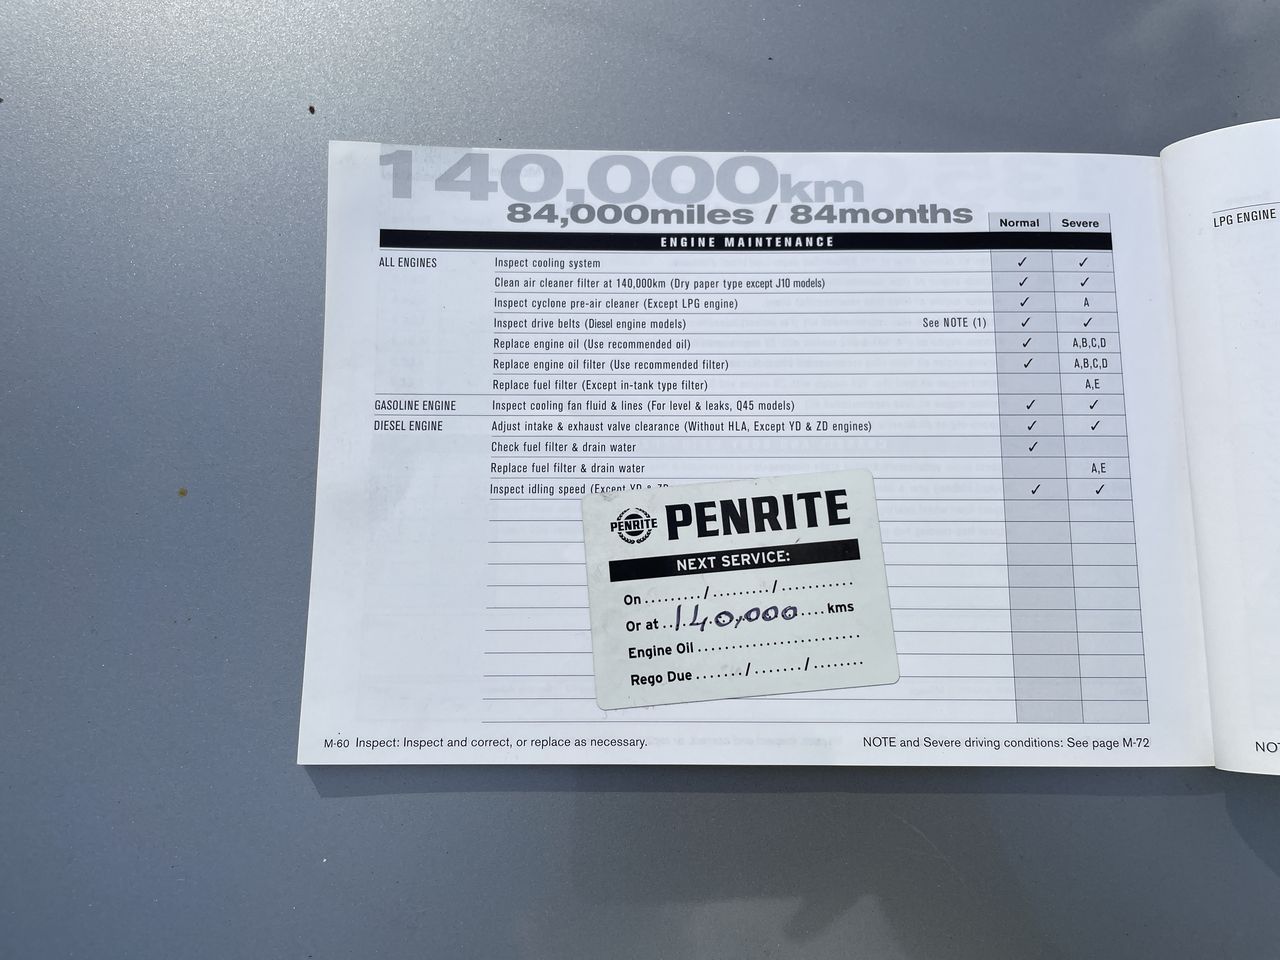 140,000km
84,000miles / 84months
Normal Severe
ENGINE MAINTENANCE
ALL ENGINES Inspect cooling system ✓ ✓
Clean air cleaner filter at 140,000km (Dry paper type except J10 models) ✓ ✓
Inspect cyclone pre-air cleaner (Except LPG engine) ✓ A
Inspect drive belts (Diesel engine models) See NOTE (1) ✓ ✓
Replace engine oil (Use recommended oil) ✓ A,B,C,D
Replace engine oil filter (Use recommended filter) ✓ A,B,C,D
Replace fuel filter (Except in-tank type filter) A,E
GASOLINE ENGINE Inspect cooling fan fluid & lines (For level & leaks, Q45 models) ✓ ✓
DIESEL ENGINE Adjust intake & exhaust valve clearance (Without HLA, Except YD & ZD engines) ✓ ✓
Check fuel filter & drain water ✓
Replace fuel filter & drain water A,E
Inspect idling speed (Except YD & ZD ✓ ✓
PENRITE PENRITE
NEXT SERVICE:
On ........./........./...........
Or at ..140,000.... kms
Engine Oil ...........................
Rego Due ......./......./........
M-60 Inspect: Inspect and correct, or replace as necessary.
NOTE and Severe driving conditions: See page M-72
LPG ENGINE